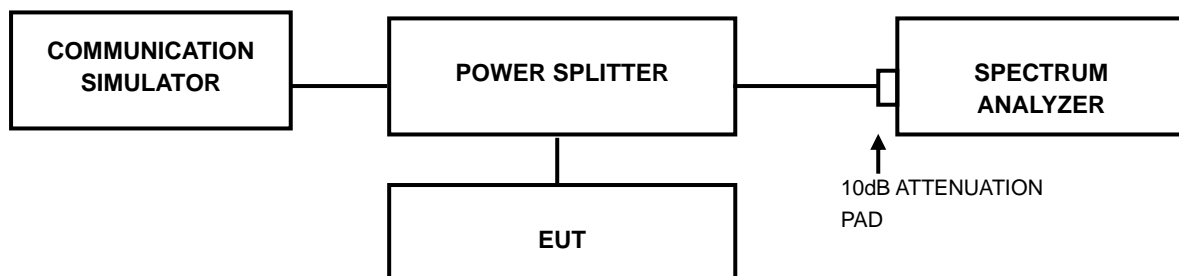 COMMUNICATION
SIMULATOR
POWER SPLITTER
SPECTRUM
ANALYZER
10dB ATTENUATION
PAD
EUT